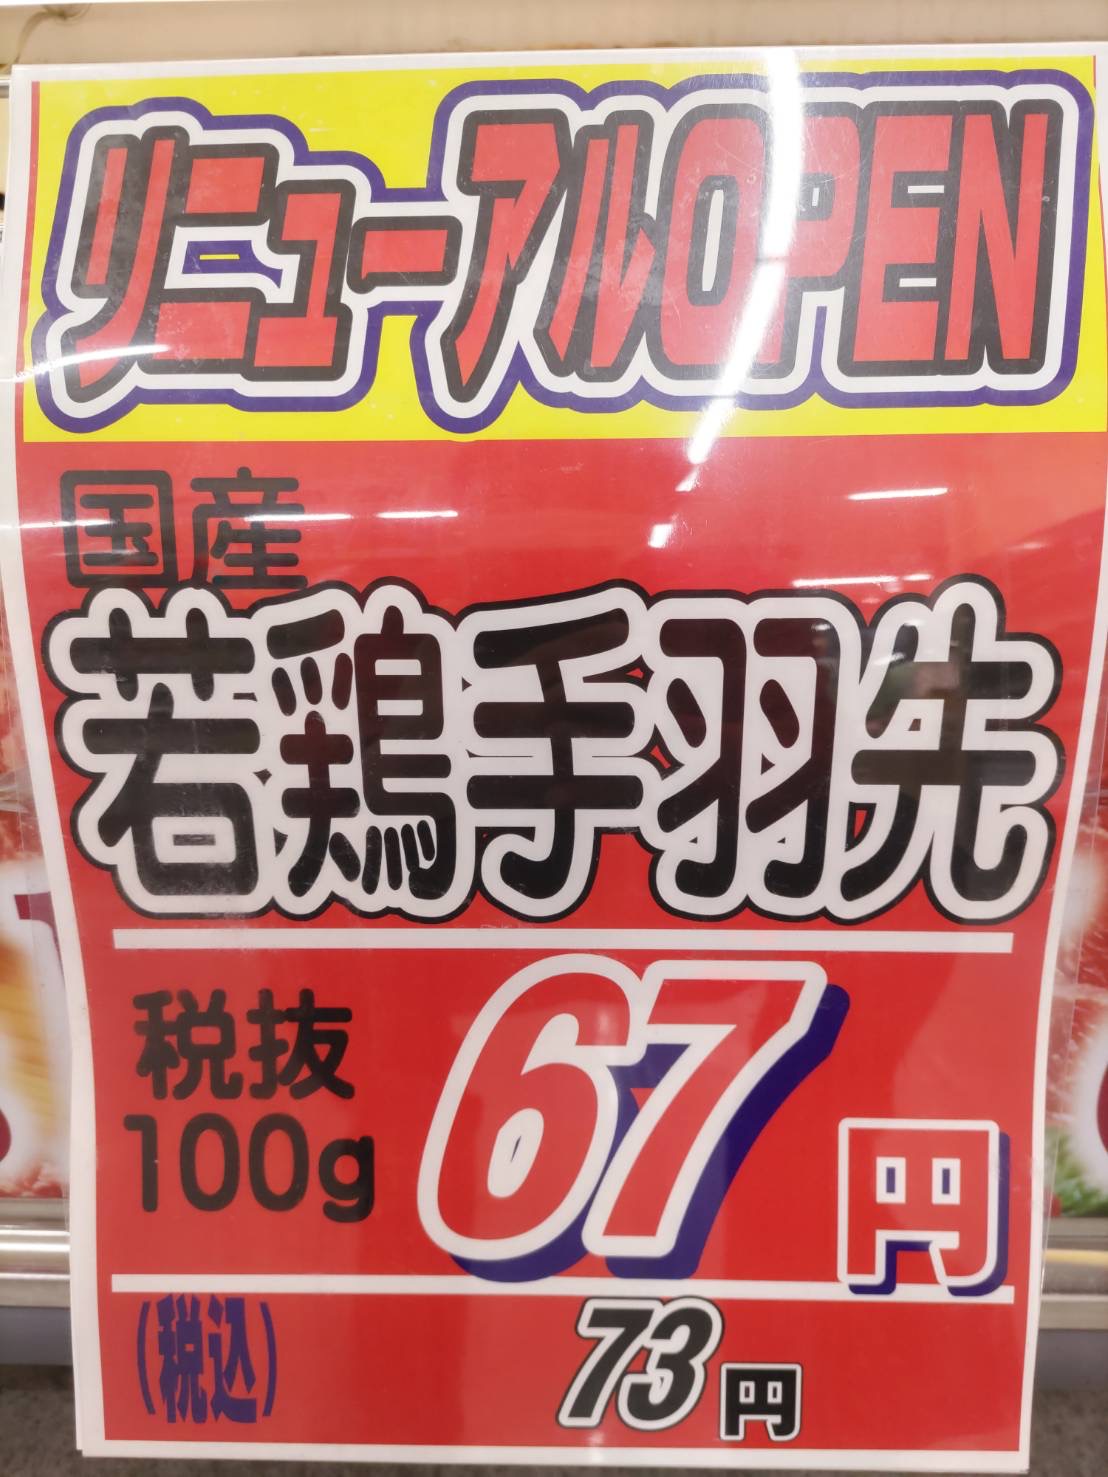 リニューアルOPEN
国産
若鶏手羽先
税抜
100g
67円
(税込)
73円